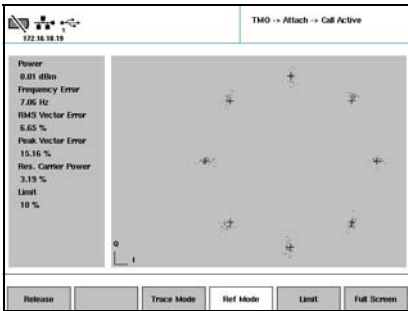 TMO -> Attach -> Call Active
1
172.16.18.19
Power
0.01 dBm
Frequency Error
7.06 Hz
RMS Vector Error
6.65 %
Peak Vector Error
15.16 %
Res. Carrier Power
3.19 %
Limit
10 %
Q
I
Release
Trace Mode
Ref Mode
Limit
Full Screen